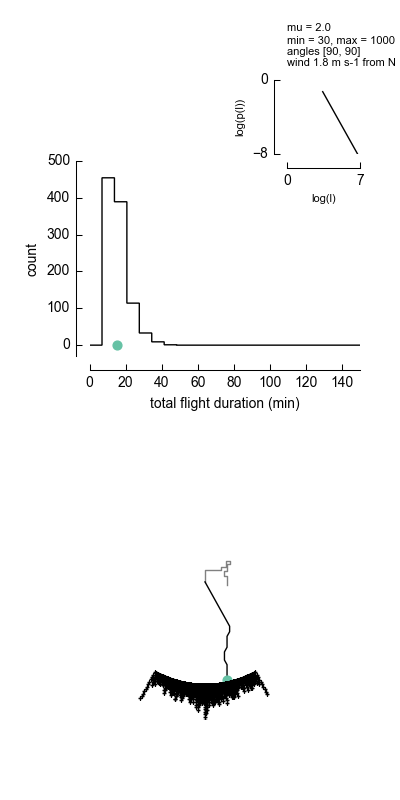 mu = 2.0
min = 30, max = 1000
angles [90, 90]
wind 1.8 m s-1 from N
0
−8
log(p(l))
0 7
log(l)
500
400
300
200
100
0
count
0 20 40 60 80 100 120 140
total flight duration (min)